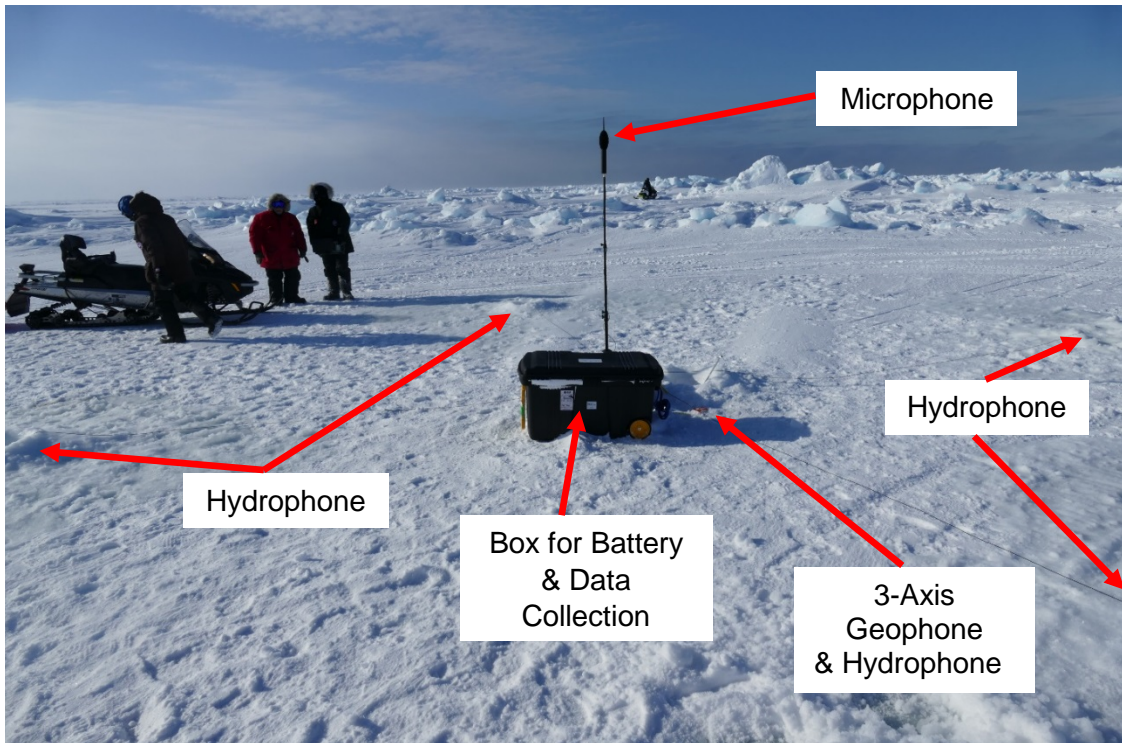 Microphone
Hydrophone
Hydrophone
Box for Battery
& Data
Collection
3-Axis
Geophone
& Hydrophone